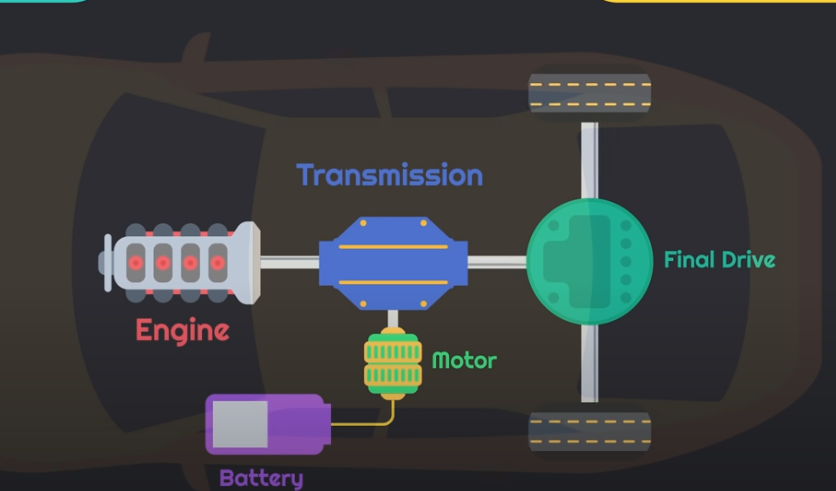 Transmission
Final Drive
Engine
Motor
Battery